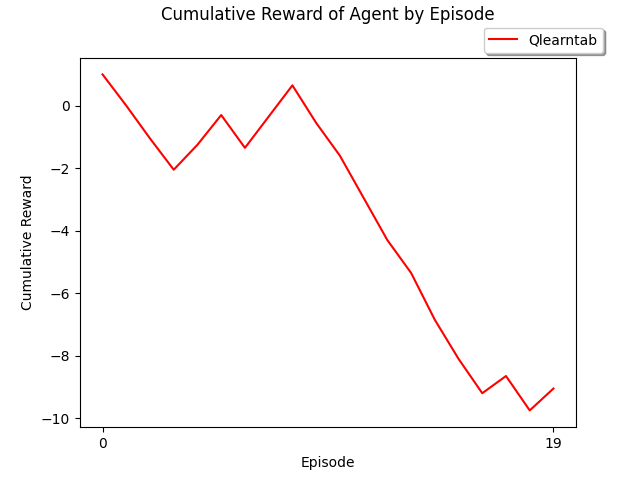 Cumulative Reward of Agent by Episode
Qlearntab
0
−2
−4
−6
−8
−10
Cumulative Reward
0
19
Episode